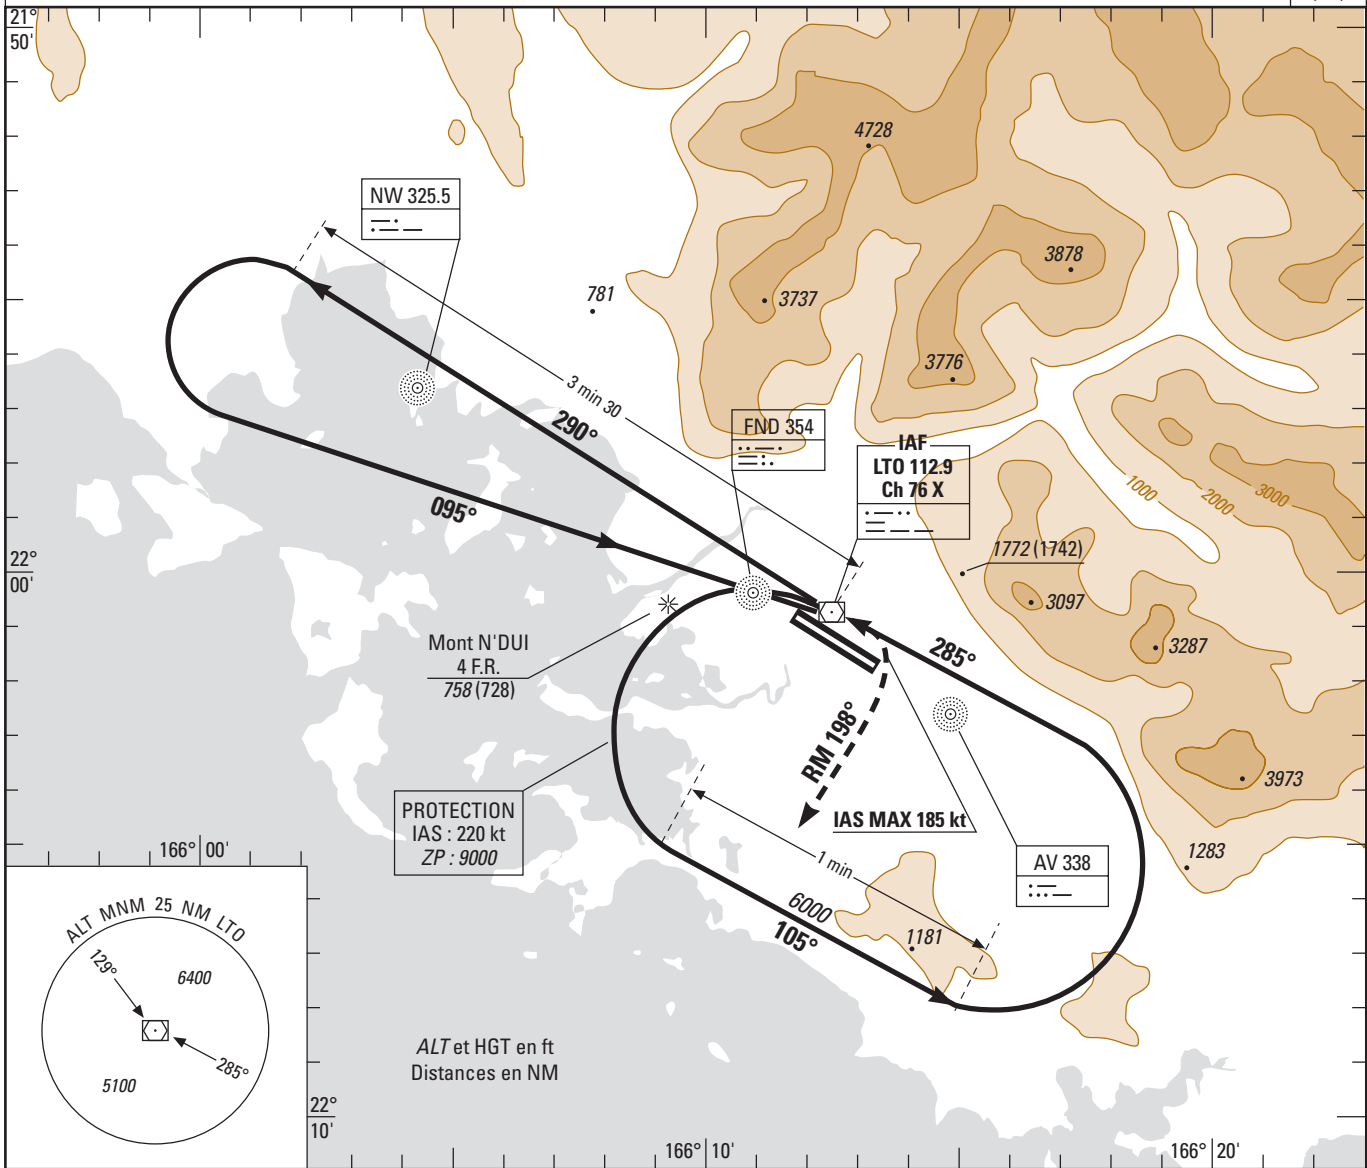 21°
50'
4728
NW 325.5
3878
781
3737
3776
3 min 30
290°
FND 354
IAF
LTO 112.9
Ch 76 X
095°
1000
2000
3000
22°
00'
1772 (1742)
3097
3287
Mont N'DUI
4 F.R.
758 (728)
285°
RM 198°
3973
PROTECTION
IAS : 220 kt
ZP : 9000
IAS MAX 185 kt
1 min
AV 338
1283
166° 00'
6000
105°
1181
ALT MNM 25 NM LTO
129°
6400
285°
5100
ALT et HGT en ft
Distances en NM
22°
10'
166° 10'
166° 20'